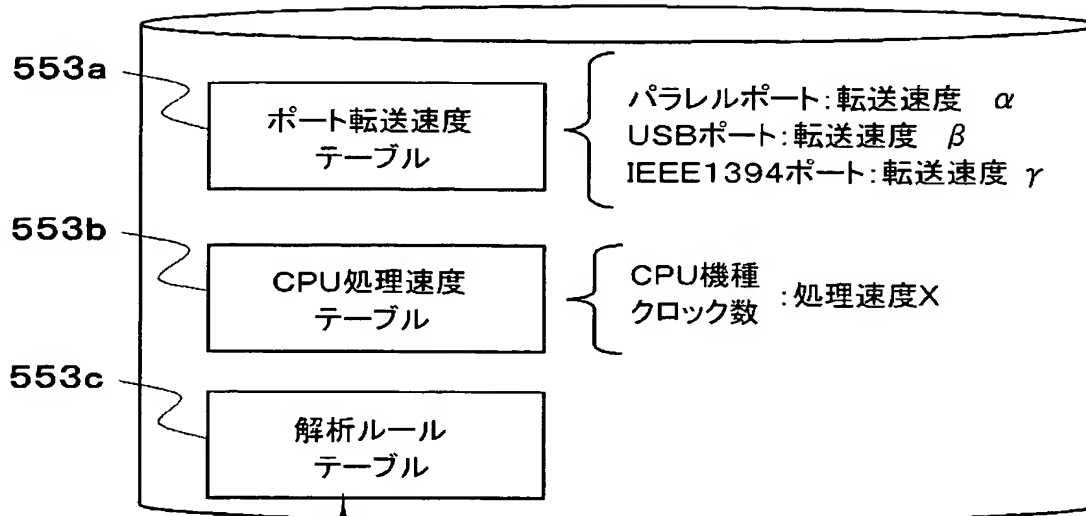 553a
ポート転送速度
テーブル
パラレルポート:転送速度 α
USBポート:転送速度 β
IEEE1394ポート:転送速度 γ
553b
CPU処理速度
テーブル
CPU機種
クロック数
:処理速度X
553c
解析ルール
テーブル